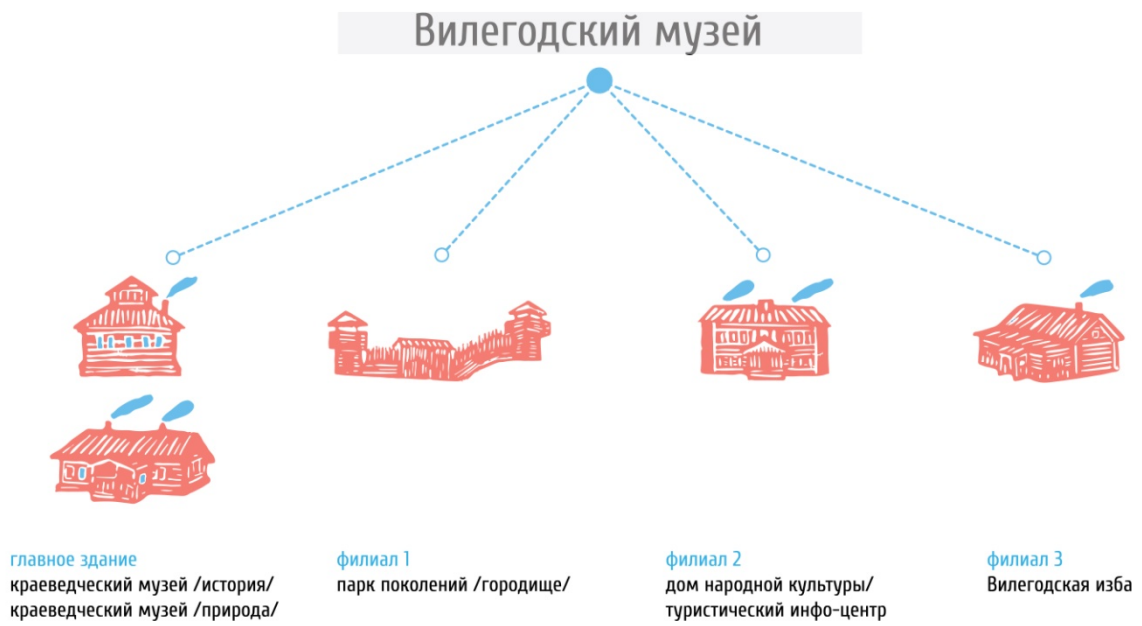 Вилегодский музей
главное здание
краеведческий музей /история/
краеведческий музей /природа/
филиал 1
парк поколений /городище/
филиал 2
дом народной культуры/
туристический инфо-центр
филиал 3
Вилегодская изба